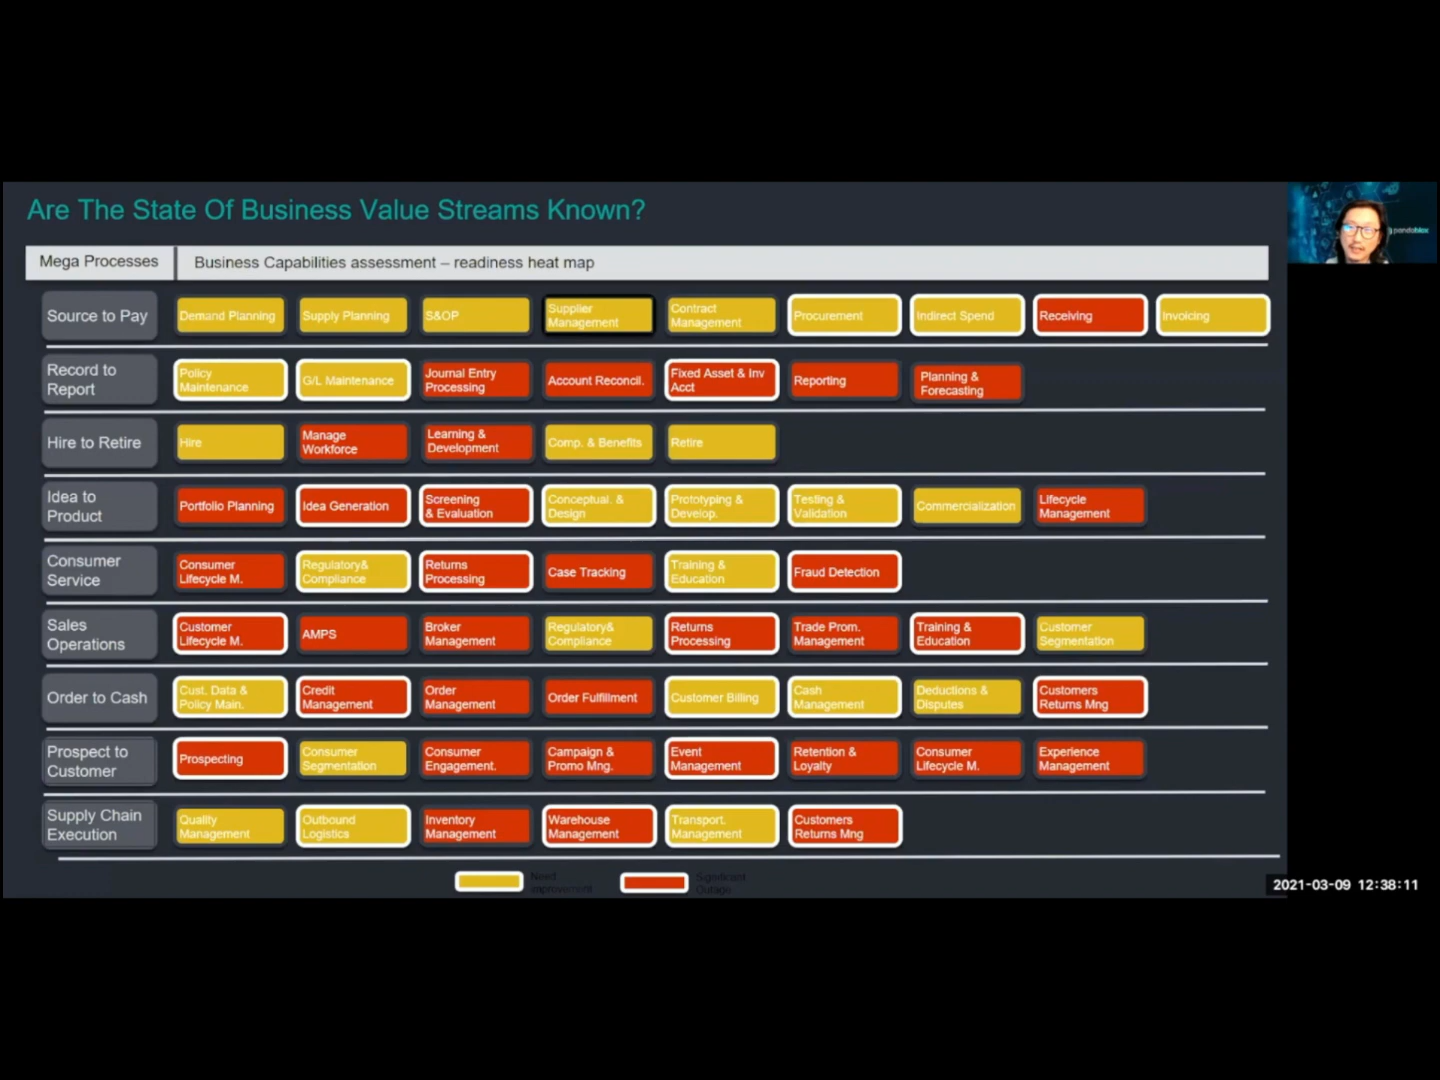 Are The State Of Business Value Streams Known?
Mega Processes
Business Capabilities assessment – readiness heat map
Source to Pay
Demand Planning
Supply Planning
S&OP
Supplier
Management
Contract
Management
Procurement
Indirect Spend
Receiving
Invoicing
Record to
Report
Policy
Maintenance
G/L Maintenance
Journal Entry
Processing
Account Reconcil.
Fixed Asset & Inv
Acct
Reporting
Planning &
Forecasting
Hire to Retire
Hire
Manage
Workforce
Learning &
Development
Comp. & Benefits
Retire
Idea to
Product
Portfolio Planning
Idea Generation
Screening
& Evaluation
Conceptual. &
Design
Prototyping &
Develop.
Testing &
Validation
Commercialization
Lifecycle
Management
Consumer
Service
Consumer
Lifecycle M.
Regulatory&
Compliance
Returns
Processing
Case Tracking
Training &
Education
Fraud Detection
Sales
Operations
Customer
Lifecycle M.
AMPS
Broker
Management
Regulatory&
Compliance
Returns
Processing
Trade Prom.
Management
Training &
Education
Customer
Segmentation
Order to Cash
Cust. Data &
Policy Main.
Credit
Management
Order
Management
Order Fulfillment
Customer Billing
Cash
Management
Deductions &
Disputes
Customers
Returns Mng
Prospect to
Customer
Prospecting
Consumer
Segmentation
Consumer
Engagement.
Campaign &
Promo Mng.
Event
Management
Retention &
Loyalty
Consumer
Lifecycle M.
Experience
Management
Supply Chain
Execution
Quality
Management
Outbound
Logistics
Inventory
Management
Warehouse
Management
Transport.
Management
Customers
Returns Mng
Need
improvement
Significant
Outage
pandoblox
2021-03-09 12:38:11